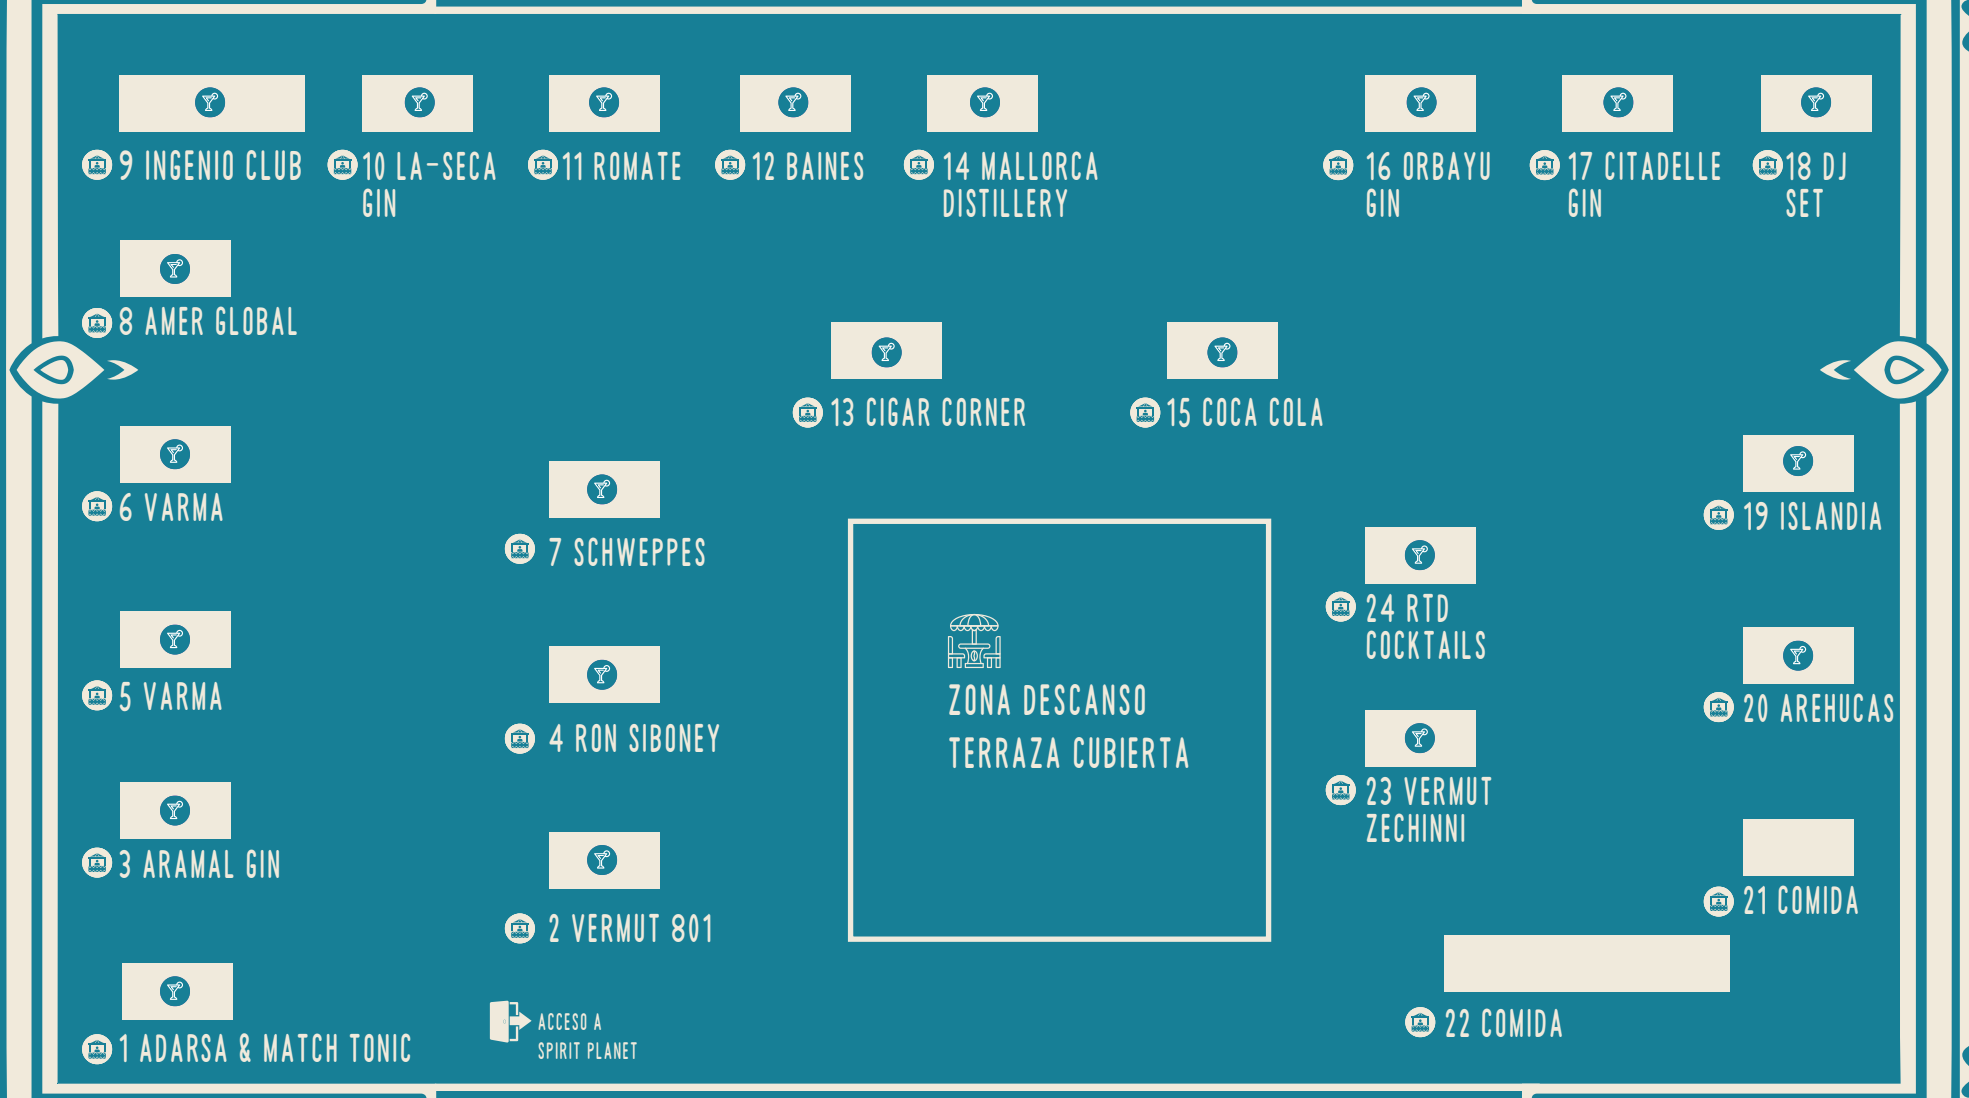 9 INGENIO CLUB
10 LA-SECA
GIN
11 ROMATE
12 BAINES
14 MALLORCA
DISTILLERY
16 ORBAYU
GIN
17 CITADELLE
GIN
18 DJ
SET
8 AMER GLOBAL
13 CIGAR CORNER
15 COCA COLA
6 VARMA
7 SCHWEPPES
19 ISLANDIA
24 RTD
COCKTAILS
5 VARMA
4 RON SIBONEY
ZONA DESCANSO
TERRAZA CUBIERTA
20 AREHUCAS
23 VERMUT
ZECHINNI
3 ARAMAL GIN
2 VERMUT 801
21 COMIDA
1 ADARSA & MATCH TONIC
ACCESO A
SPIRIT PLANET
22 COMIDA